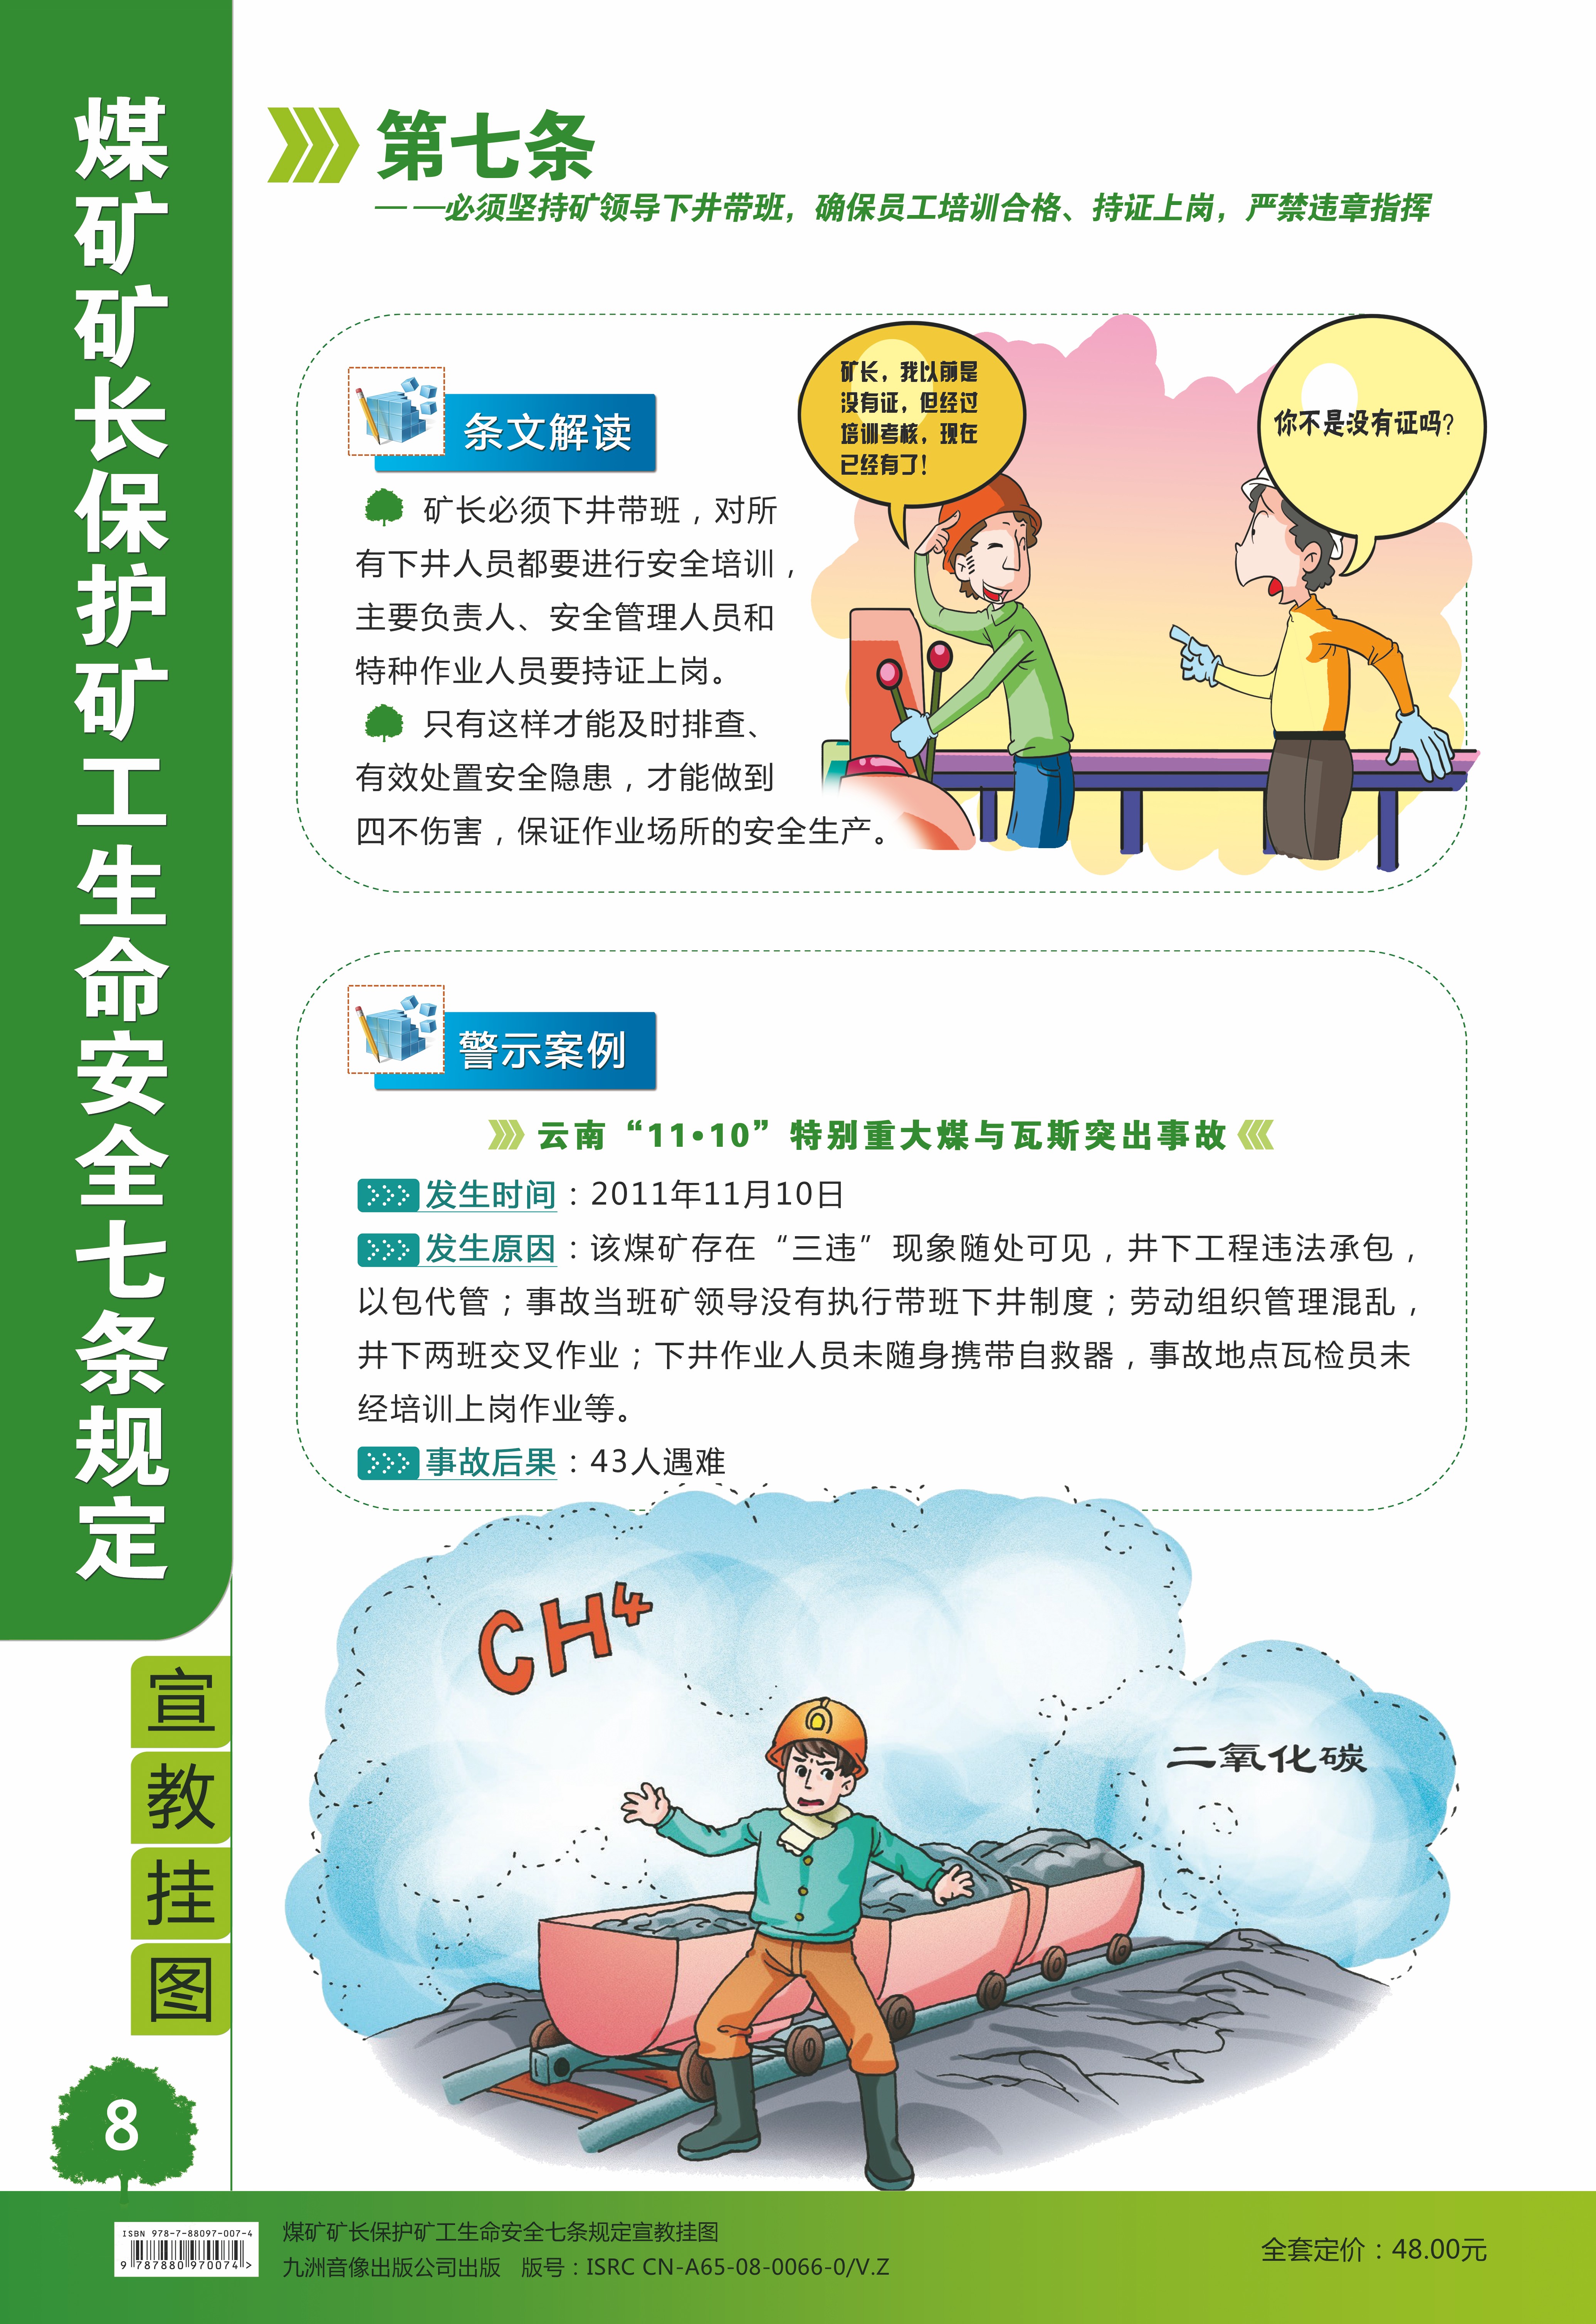 煤矿矿长保护矿工生命安全七条规定
宣教挂图
8
第七条
——必须坚持矿领导下井带班，确保员工培训合格、持证上岗，严禁违章指挥
条文解读
矿长必须下井带班，对所
有下井人员都要进行安全培训，
主要负责人、安全管理人员和
特种作业人员要持证上岗。
只有这样才能及时排查、
有效处置安全隐患，才能做到
四不伤害，保证作业场所的安全生产。
矿长，我以前是
没有证，但经过
培训考核，现在
已经有了！
你不是没有证吗？
警示案例
云南“11•10”特别重大煤与瓦斯突出事故
发生时间：2011年11月10日
发生原因：该煤矿存在“三违”现象随处可见，井下工程违法承包，
以包代管；事故当班矿领导没有执行带班下井制度；劳动组织管理混乱，
井下两班交叉作业；下井作业人员未随身携带自救器，事故地点瓦检员未
经培训上岗作业等。
事故后果：43人遇难
CH4
二氧化碳
ISBN 978-7-88097-007-4
9 787880 970074 >
煤矿矿长保护矿工生命安全七条规定宣教挂图
九洲音像出版公司出版 版号：ISRC CN-A65-08-0066-0/V.Z
全套定价：48.00元